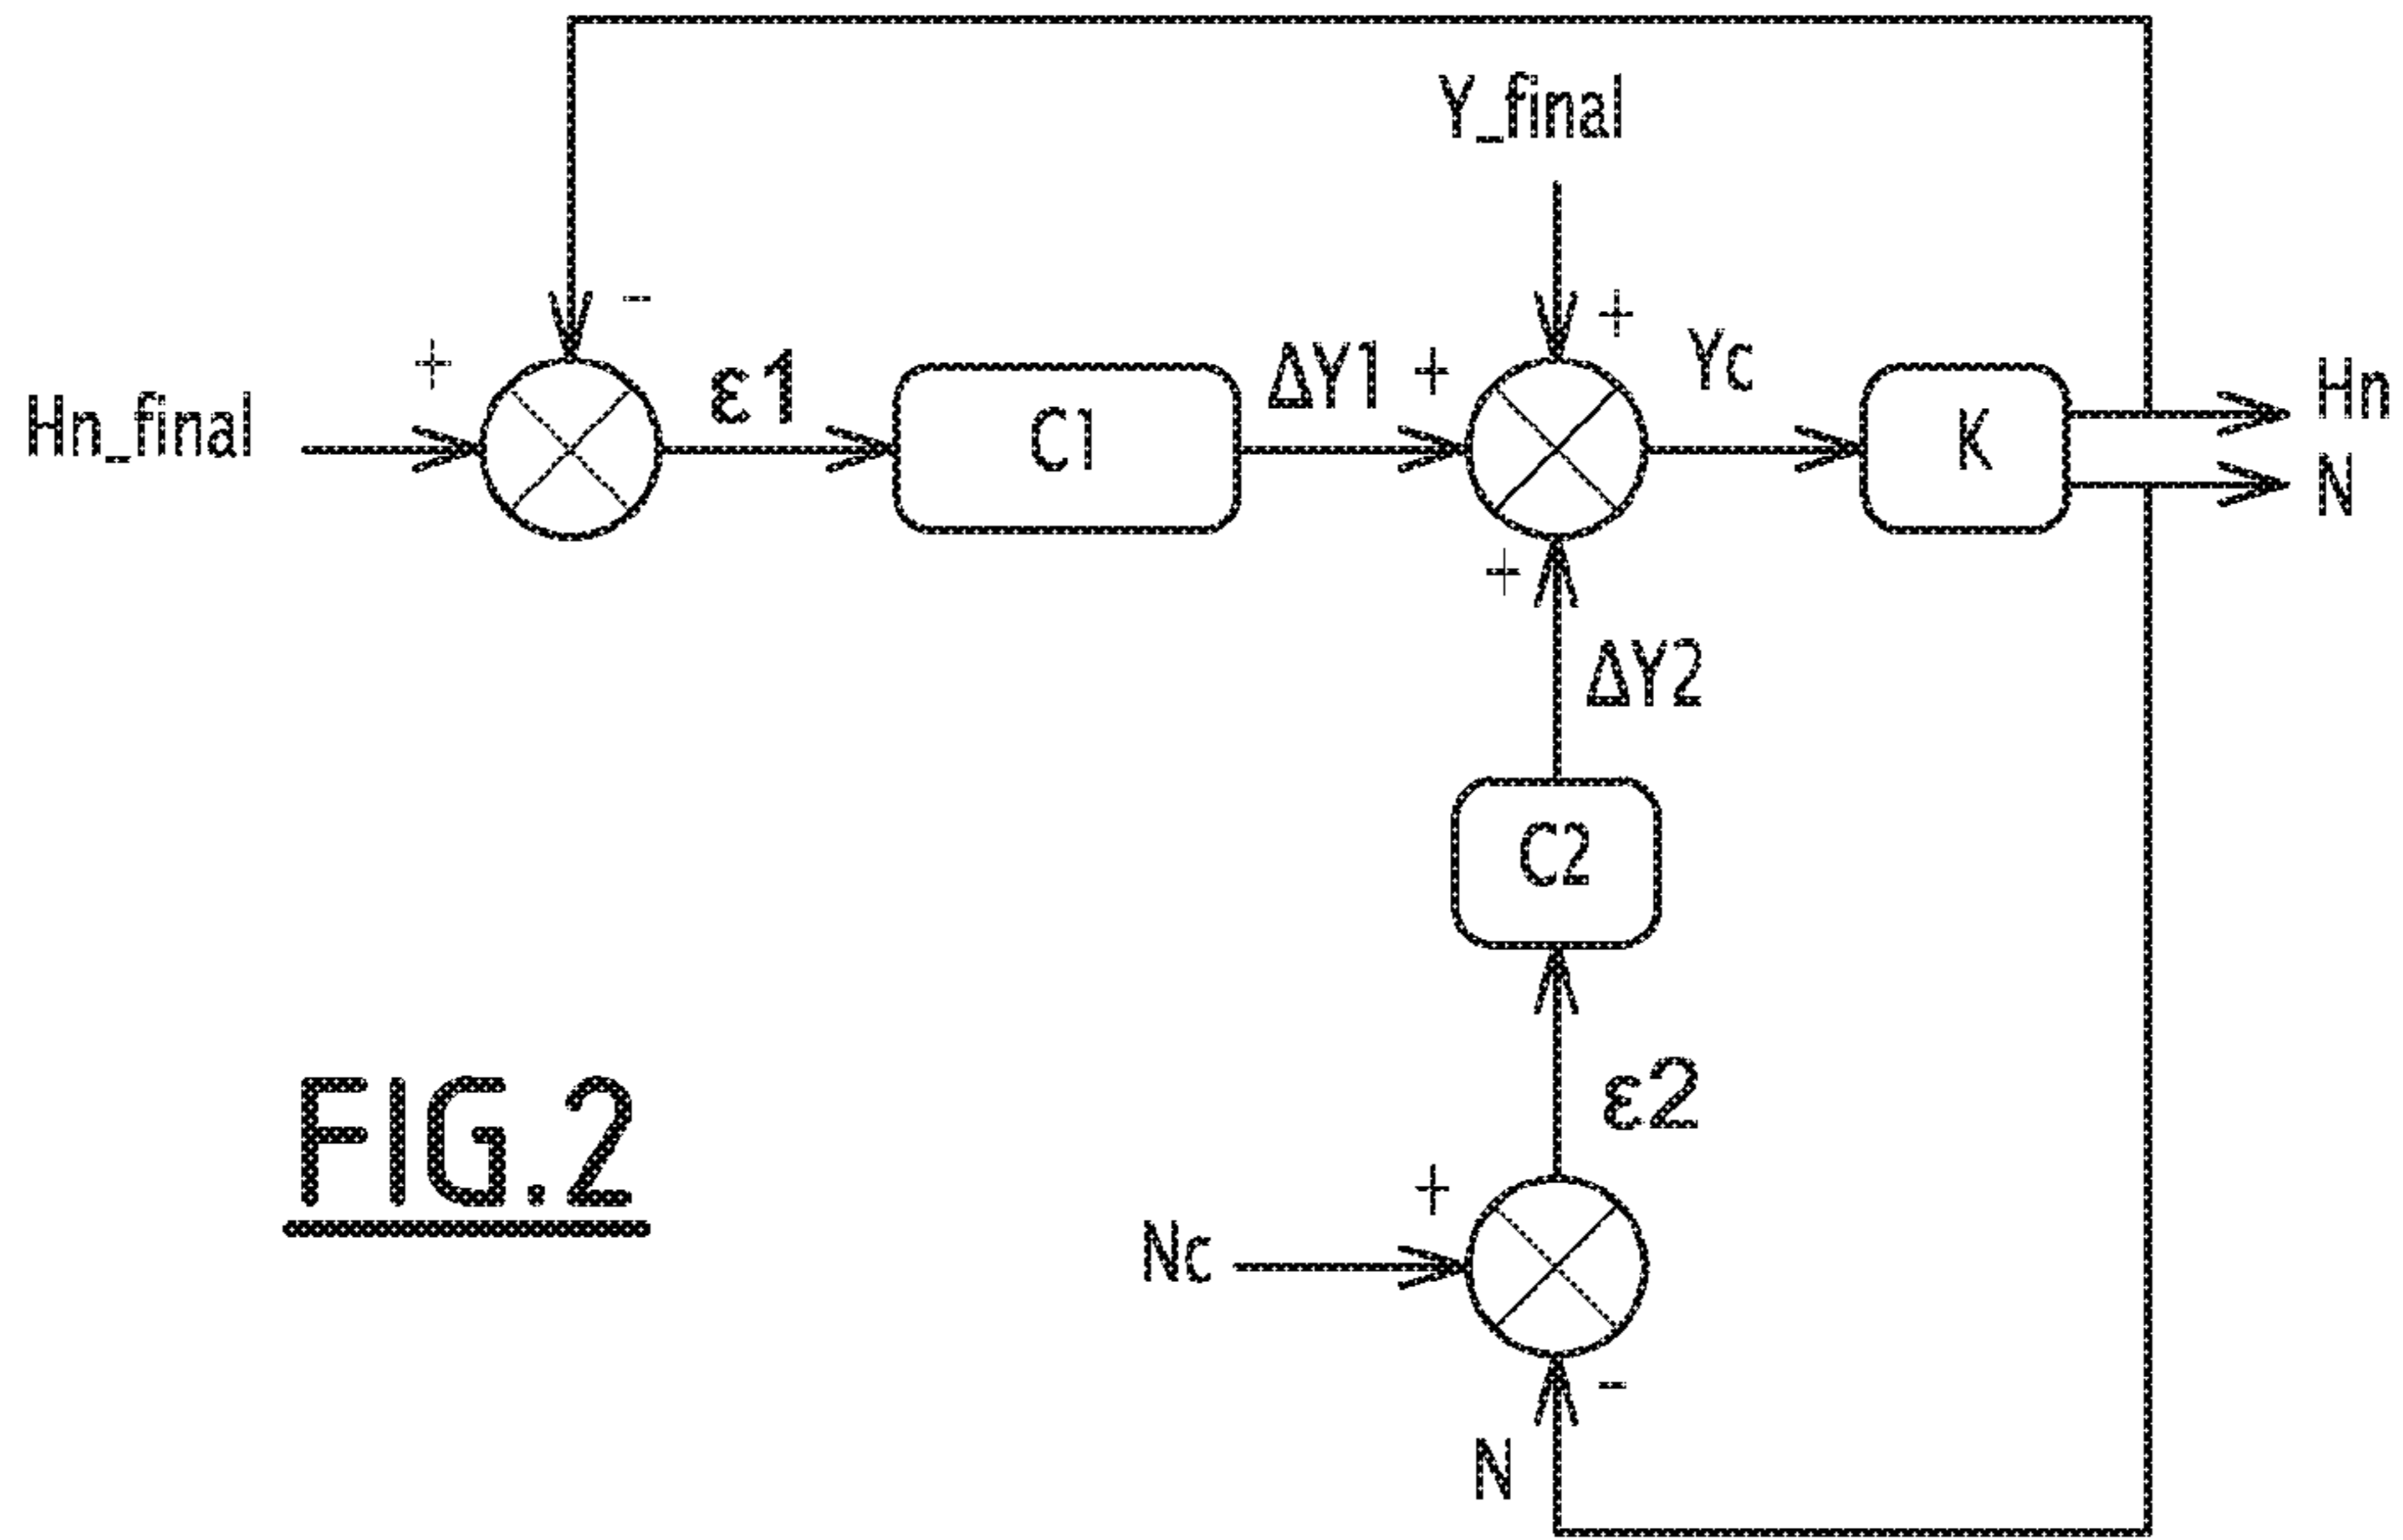 Y_final
-
+
+
Hn_final
ε1
C1
ΔY1
+
Yc
K
Hn
N
+
ΔY2
C2
ε2
+
Nc
-
N
FIG.2